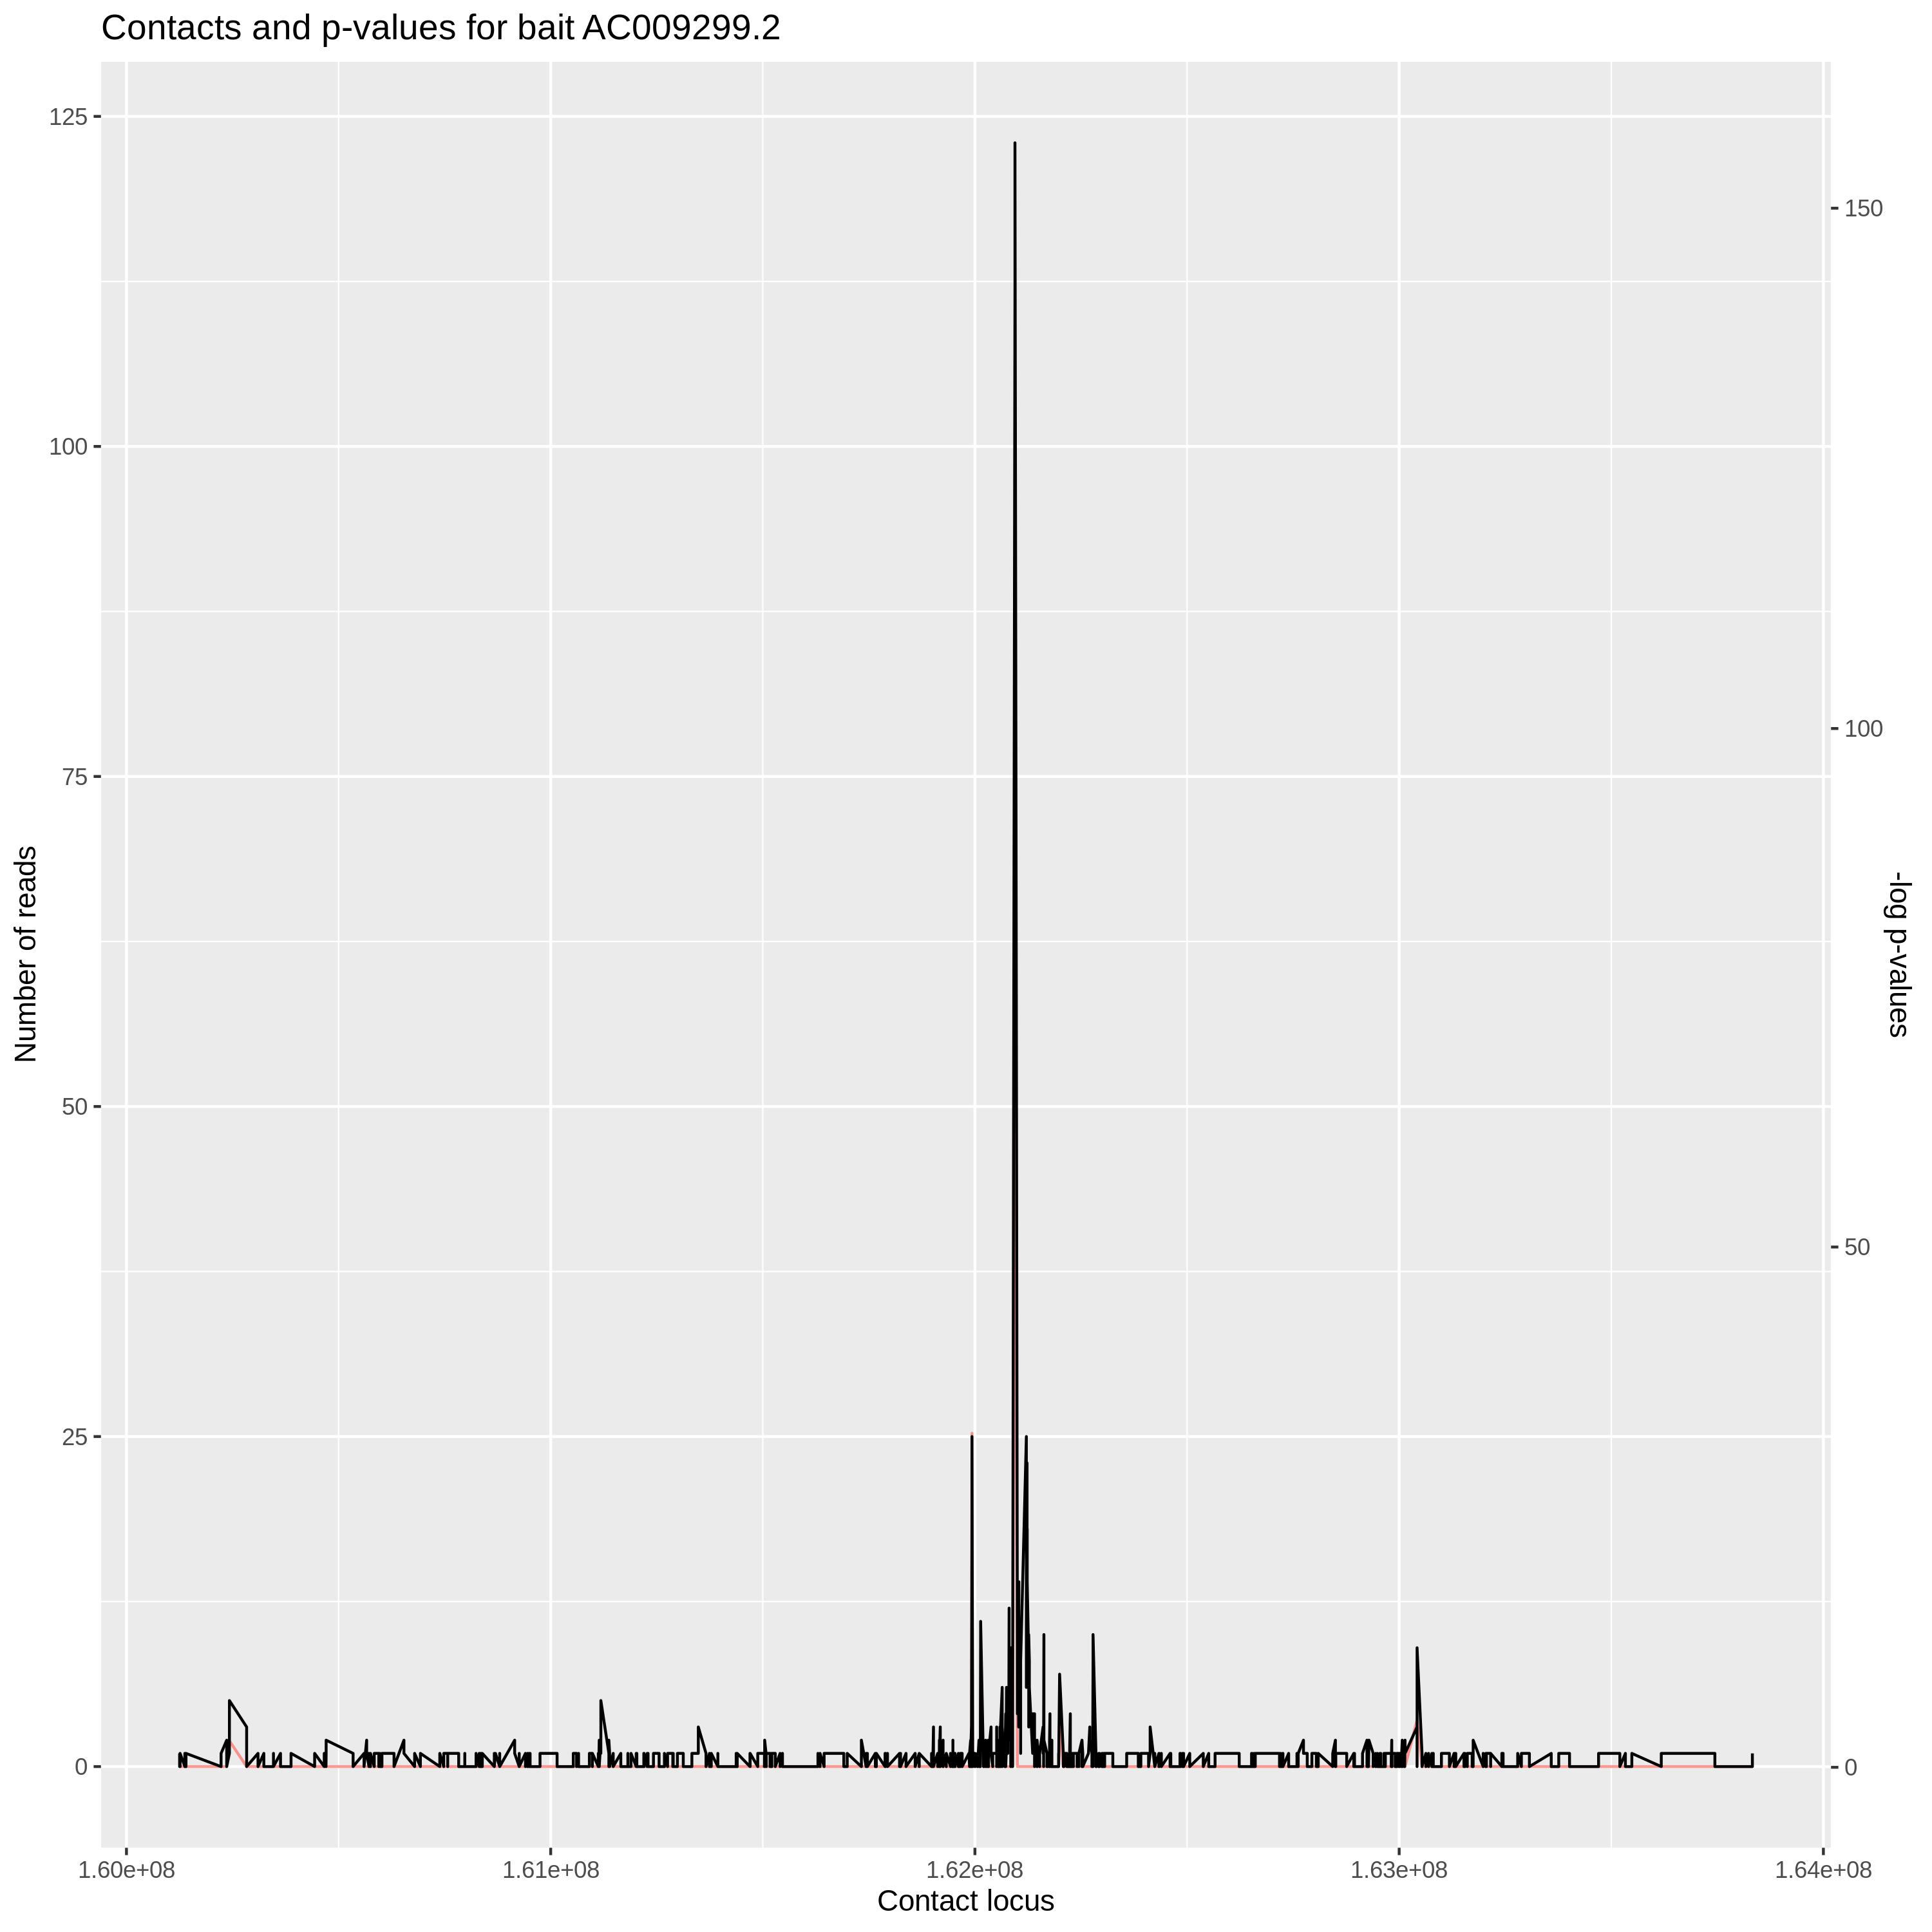 Contacts and p-values for bait AC009299.2
125
100
75
50
25
0
Number of reads
150
100
50
0
-log p-values
1.60e+08
1.61e+08
1.62e+08
1.63e+08
1.64e+08
Contact locus